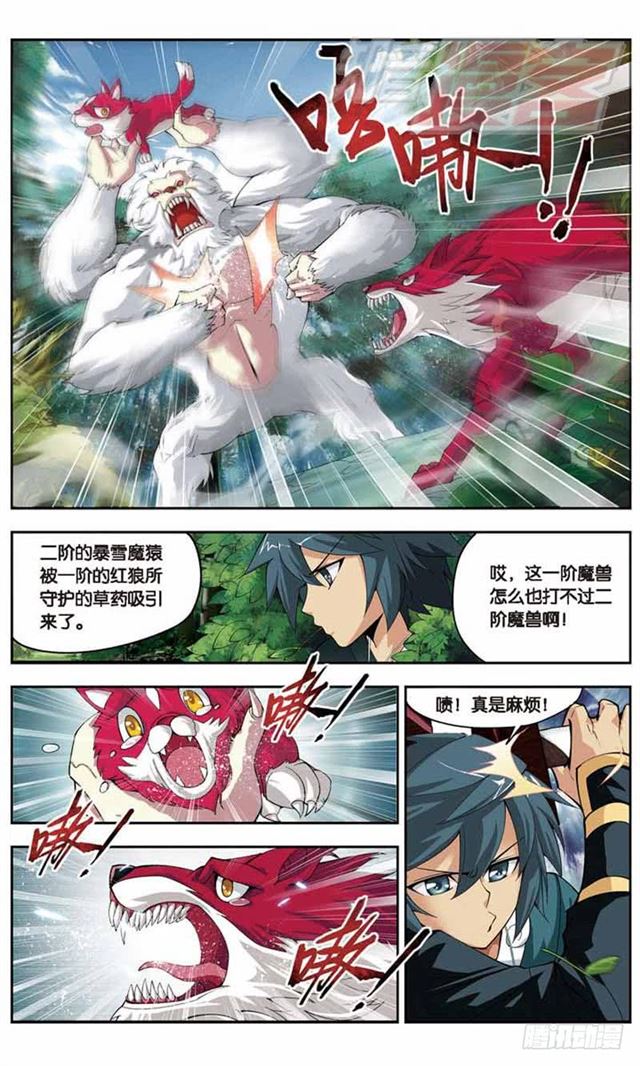 唔
嗷
!!
二阶的暴雪魔猿
被一阶的红狼所
守护的草药吸引
来了。
哎，这一阶魔兽
怎么也打不过二
阶魔兽啊！
嗷!
啧！真是麻烦！
嗷!
嗷!
腾讯动漫